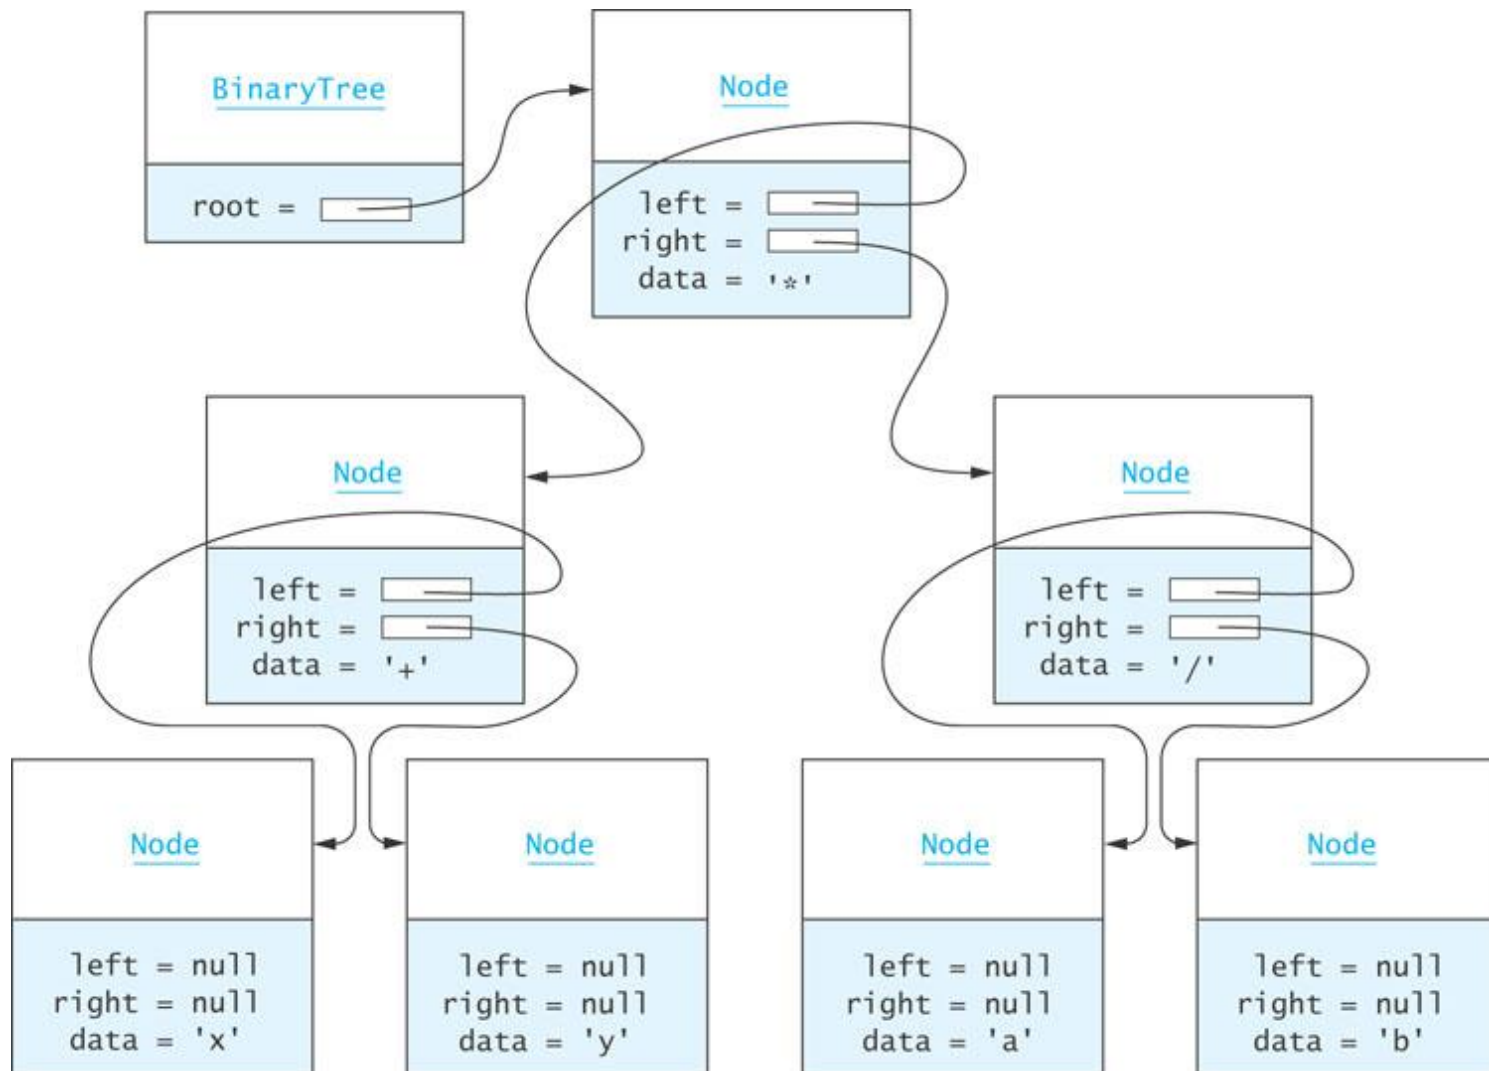 BinaryTree
root =
Node
left =
right =
data = '*'
Node
left =
right =
data = '+'
Node
left =
right =
data = '/'
Node
left = null
right = null
data = 'x'
Node
left = null
right = null
data = 'y'
Node
left = null
right = null
data = 'a'
Node
left = null
right = null
data = 'b'